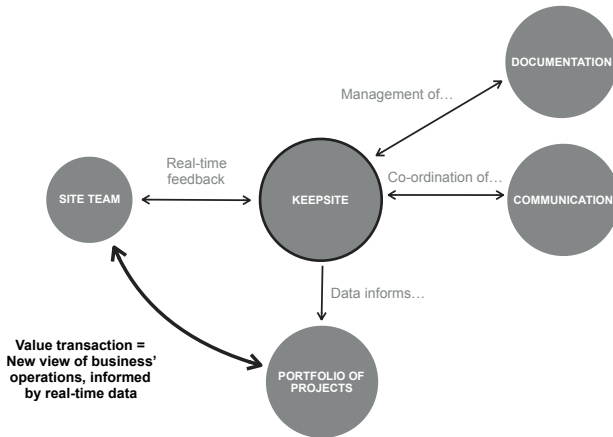 DOCUMENTATION
Management of…
Real-time
feedback
Co-ordination of…
SITE TEAM
KEEPSITE
COMMUNICATION
Data informs…
Value transaction =
New view of business’
operations, informed
by real-time data
PORTFOLIO OF
PROJECTS